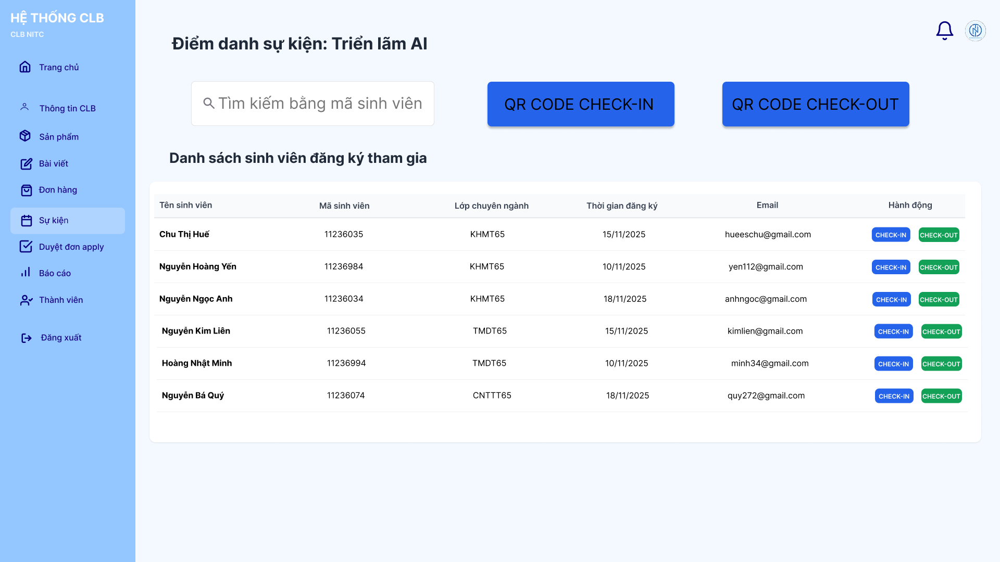 HỆ THỐNG CLB
CLB NITC
Trang chủ
Thông tin CLB
Sản phẩm
Bài viết
Đơn hàng
Sự kiện
Duyệt đơn apply
Báo cáo
Thành viên
Đăng xuất
Điểm danh sự kiện: Triển lãm AI
Tìm kiếm bằng mã sinh viên
QR CODE CHECK-IN
QR CODE CHECK-OUT
Danh sách sinh viên đăng ký tham gia
Tên sinh viên Mã sinh viên Lớp chuyên ngành Thời gian đăng ký Email Hành động
Chu Thị Huế 11236035 KHMT65 15/11/2025 hueeschu@gmail.com CHECK-IN CHECK-OUT
Nguyễn Hoàng Yến 11236984 KHMT65 10/11/2025 yen112@gmail.com CHECK-IN CHECK-OUT
Nguyễn Ngọc Anh 11236034 KHMT65 18/11/2025 anhngoc@gmail.com CHECK-IN CHECK-OUT
Nguyễn Kim Liên 11236055 TMDT65 15/11/2025 kimlien@gmail.com CHECK-IN CHECK-OUT
Hoàng Nhật Minh 11236994 TMDT65 10/11/2025 minh34@gmail.com CHECK-IN CHECK-OUT
Nguyễn Bá Quý 11236074 CNTTT65 18/11/2025 quy272@gmail.com CHECK-IN CHECK-OUT